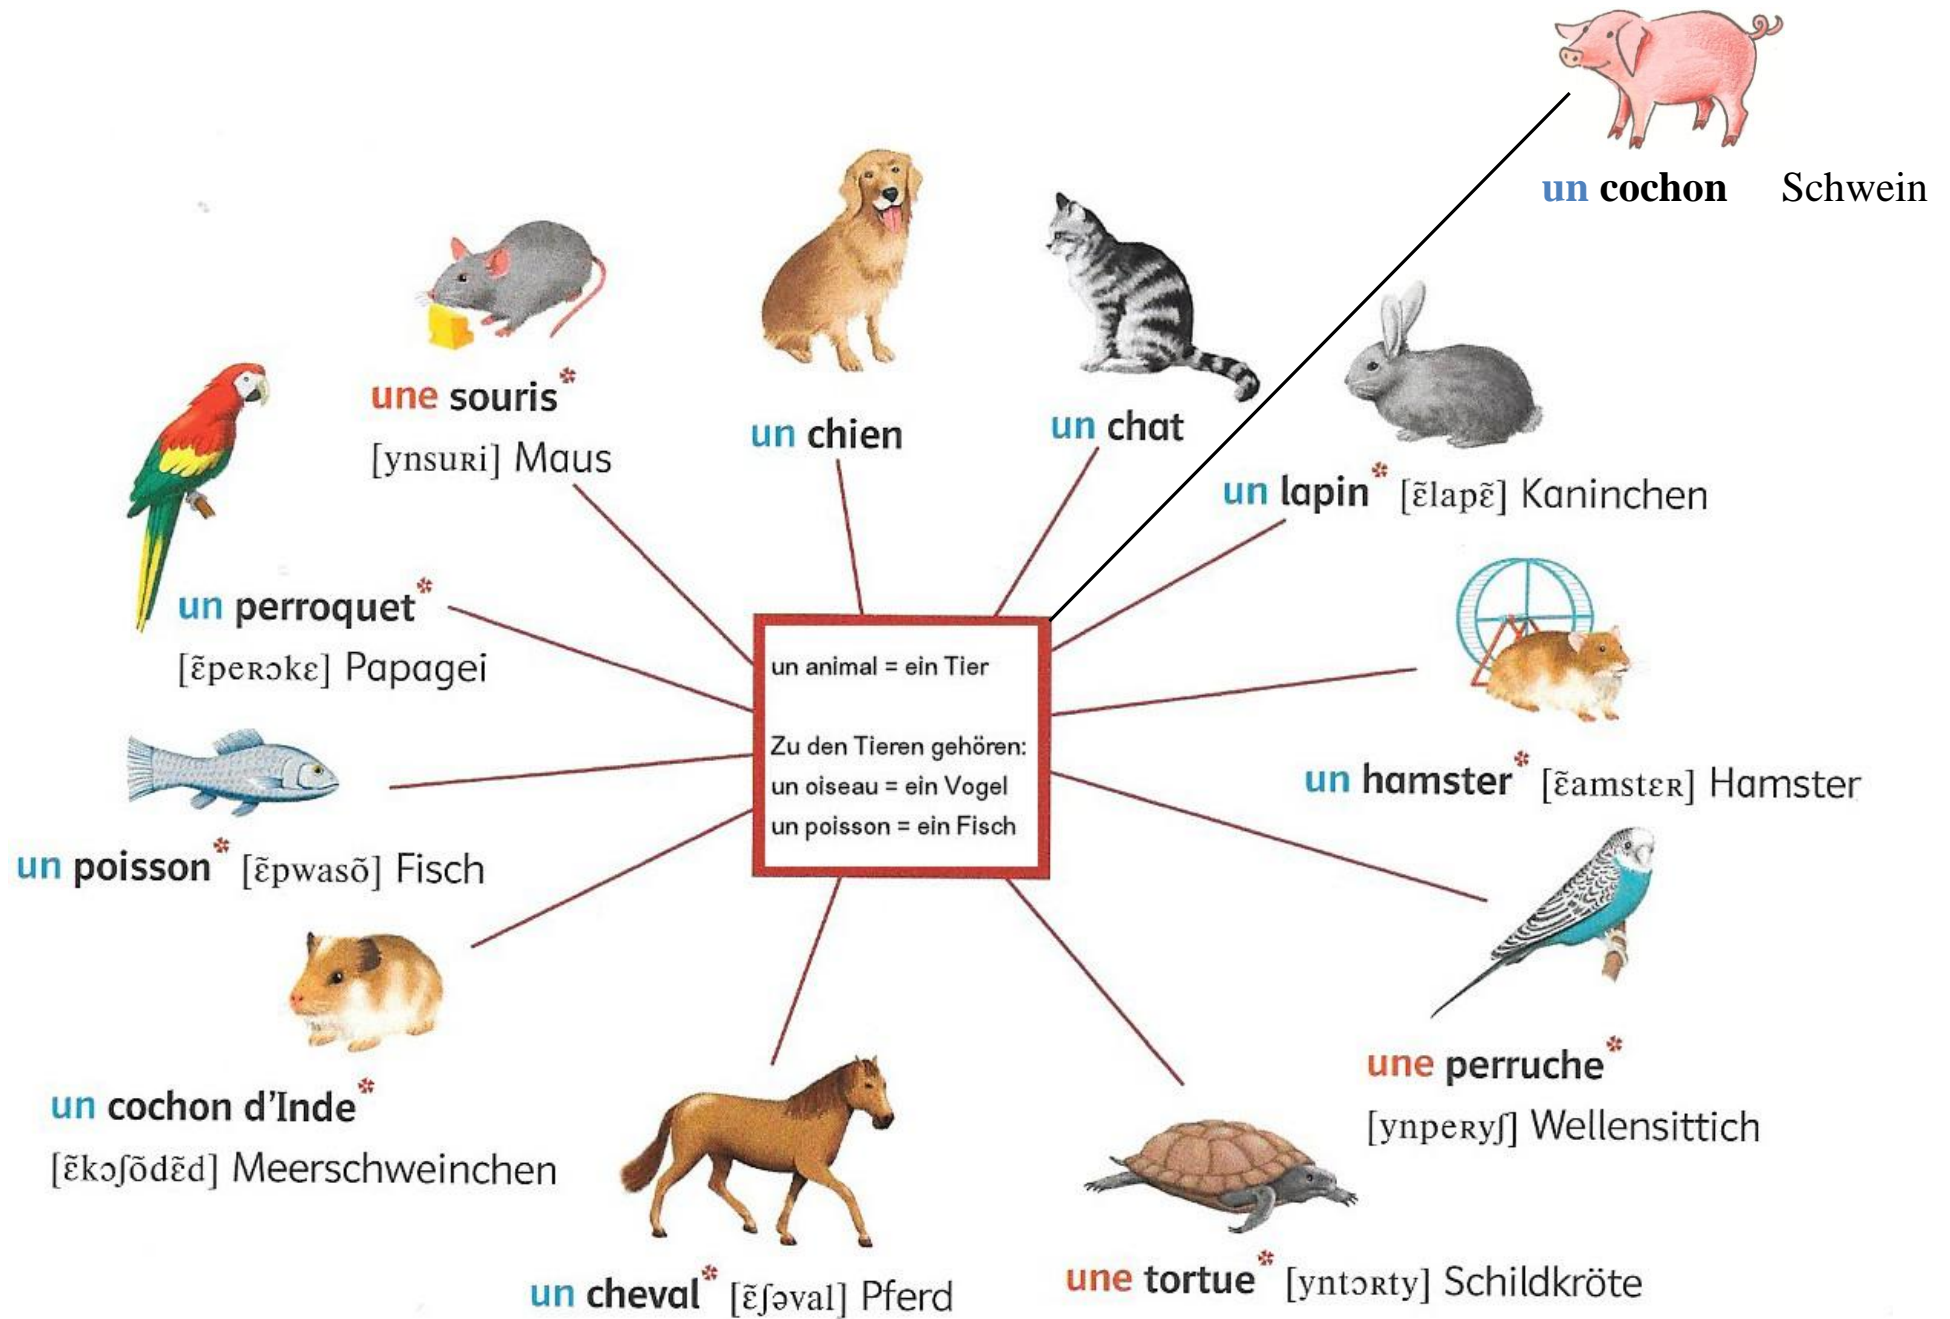 un cochon Schwein
une souris*
[ynsuʀi] Maus
un chien
un chat
un lapin* [ɛ̃lapɛ̃] Kaninchen
un perroquet*
[ɛ̃peʀɔkɛ] Papagei
un animal = ein Tier
Zu den Tieren gehören:
un oiseau = ein Vogel
un poisson = ein Fisch
un hamster* [ɛ̃amstɛʀ] Hamster
un poisson* [ɛ̃pwasõ] Fisch
une perruche*
[ynpeʀyʃ] Wellensittich
un cochon d'Inde*
[ɛ̃kɔʃõdɛ̃d] Meerschweinchen
un cheval* [ɛ̃ʃəval] Pferd
une tortue* [yntɔʀty] Schildkröte